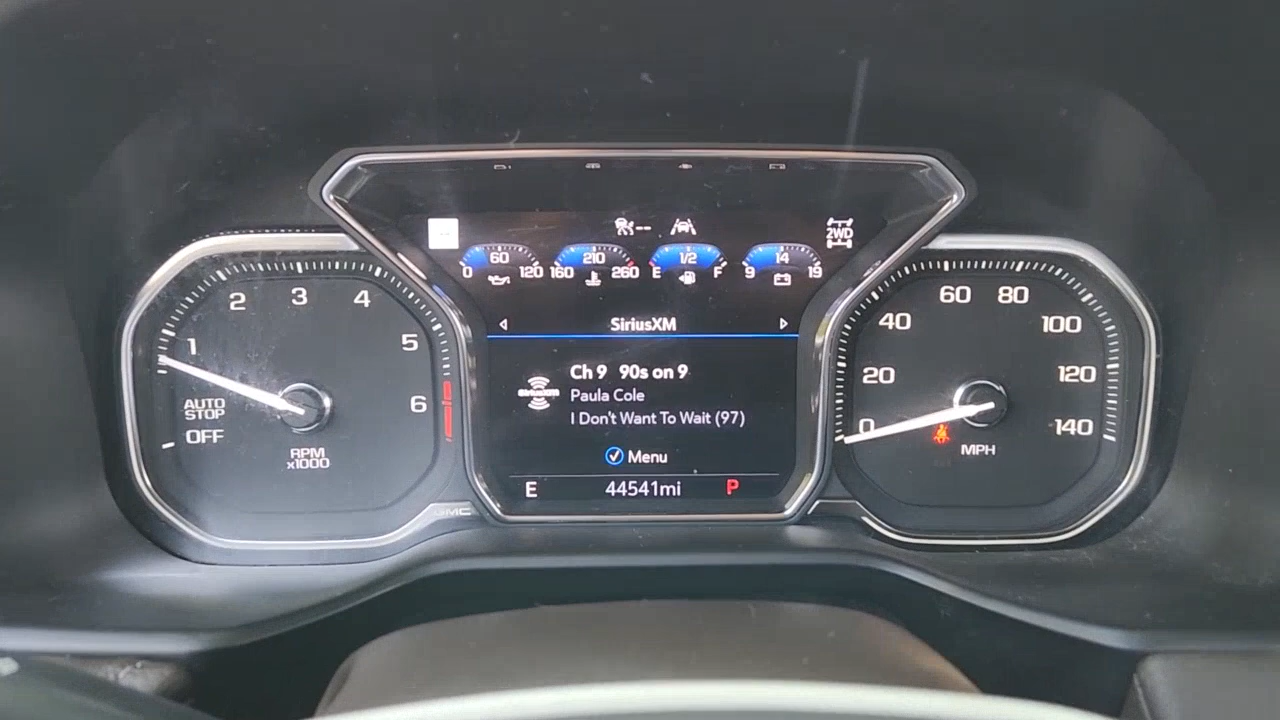 2WD
60
0 120
210
160 260
1/2
E F
14
9 19
SiriusXM
Ch 9 90s on 9
Paula Cole
I Don't Want To Wait (97)
Menu
E 44541mi P
1 2 3 4 5 6
AUTO
STOP
OFF
RPM
x1000
GMC
0 20 40 60 80 100 120 140
MPH